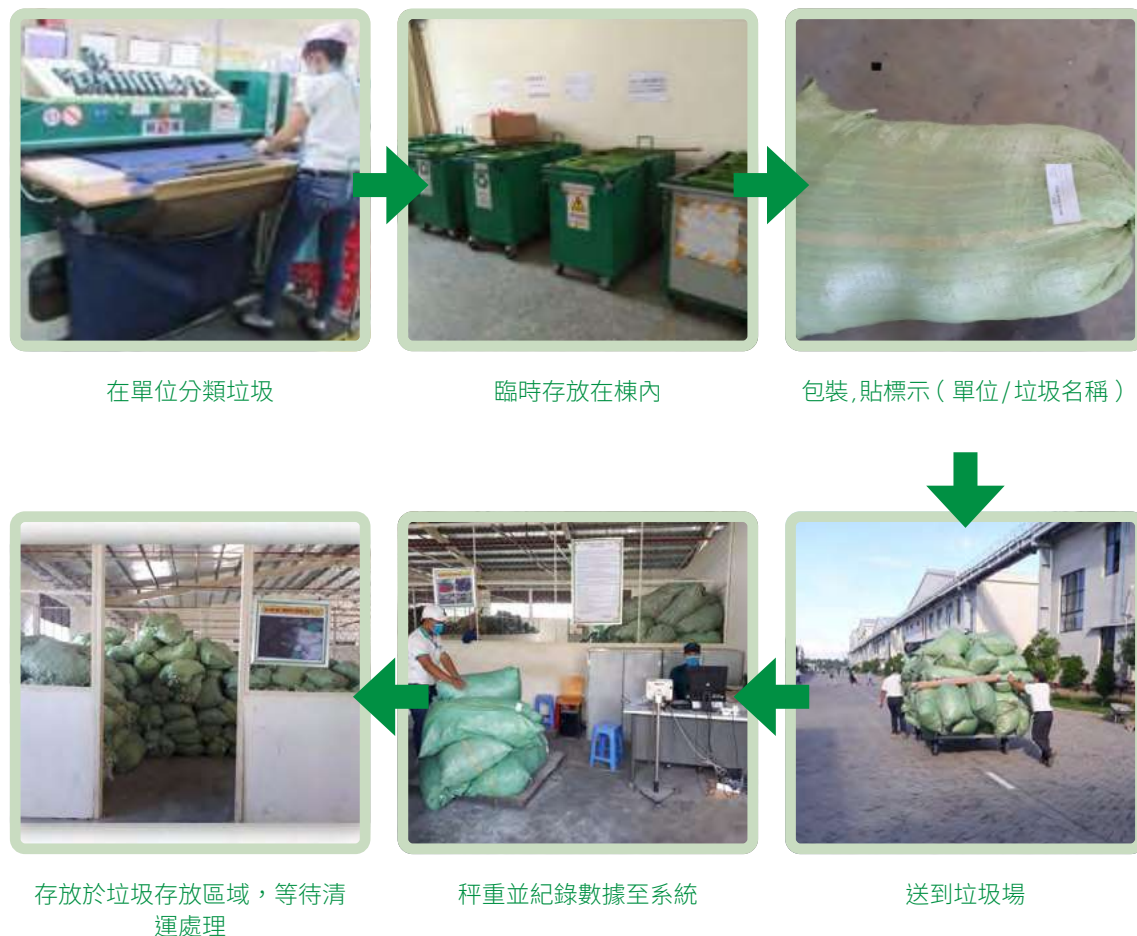 在單位分類垃圾
臨時存放在棟內
包裝,貼標示（單位/垃圾名稱）
存放於垃圾存放區域，等待清
運處理
秤重並紀錄數據至系統
送到垃圾場